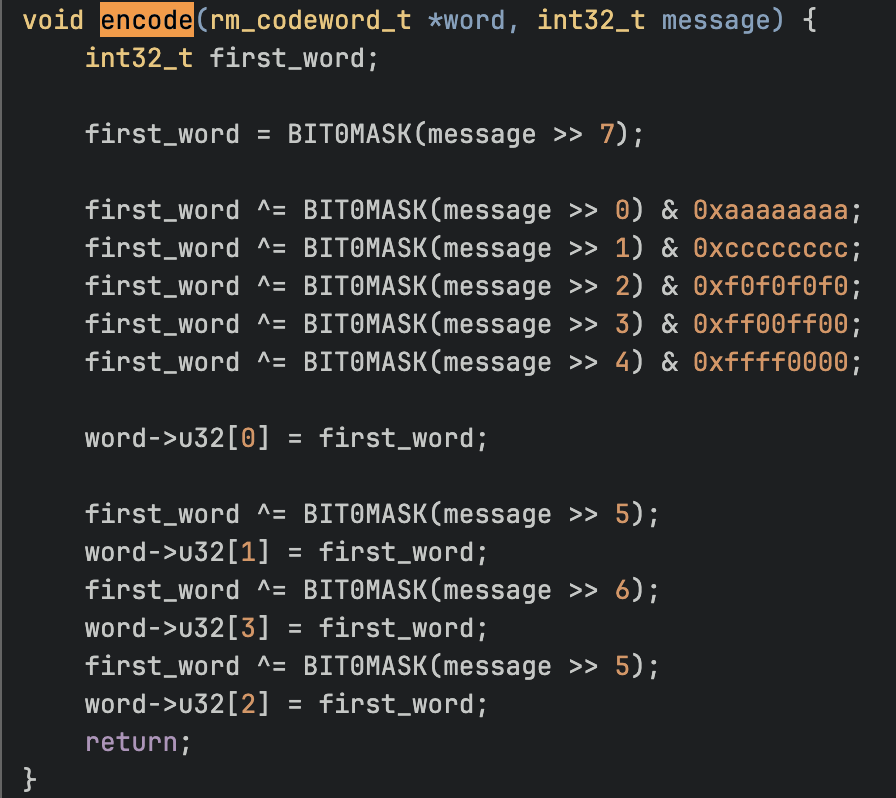 void encode(rm_codeword_t *word, int32_t message) {
    int32_t first_word;

    first_word = BIT0MASK(message >> 7);

    first_word ^= BIT0MASK(message >> 0) & 0xaaaaaaaa;
    first_word ^= BIT0MASK(message >> 1) & 0xcccccccc;
    first_word ^= BIT0MASK(message >> 2) & 0xf0f0f0f0;
    first_word ^= BIT0MASK(message >> 3) & 0xff00ff00;
    first_word ^= BIT0MASK(message >> 4) & 0xffff0000;

    word->u32[0] = first_word;

    first_word ^= BIT0MASK(message >> 5);
    word->u32[1] = first_word;
    first_word ^= BIT0MASK(message >> 6);
    word->u32[3] = first_word;
    first_word ^= BIT0MASK(message >> 5);
    word->u32[2] = first_word;
    return;
}